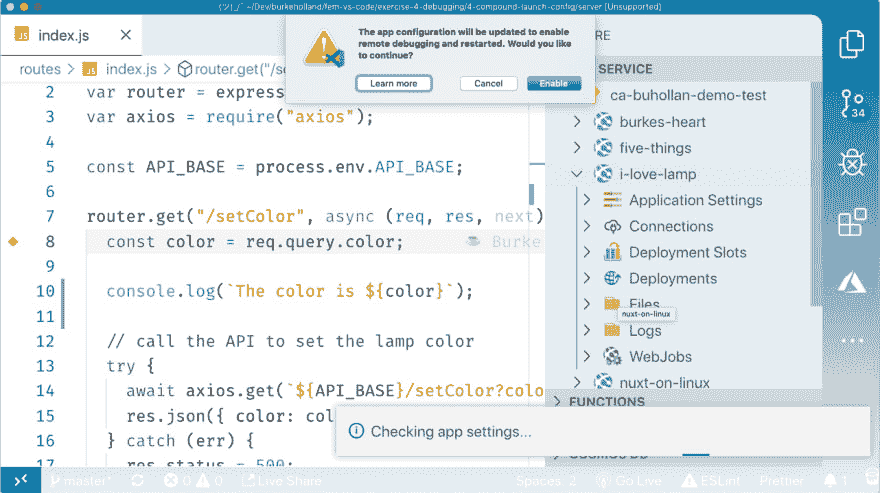 ~/Dev/burkeholland/fem-vs-code/exercise-4-debugging/4-compound-launch-config/server [Unsupported]
index.js
routes > index.js > router.get("/s
2 var router = express
3 var axios = require("axios");
4
5 const API_BASE = process.env.API_BASE;
6
7 router.get("/setColor", async (req, res, next)
8 const color = req.query.color; Burke
9
10 console.log(`The color is ${color}`);
11
12 // call the API to set the lamp color
13 try {
14 await axios.get(`${API_BASE}/setColor?colo
15 res.json({ color: col
16 } catch (err) {
17 res.status = 500;
The app configuration will be updated to enable
remote debugging and restarted. Would you like
to continue?
Learn more
Cancel
Enable
RE
SERVICE
ca-buhollan-demo-test
burkes-heart
five-things
i-love-lamp
Application Settings
Connections
Deployment Slots
Deployments
Files
nuxt-on-linux
Logs
WebJobs
nuxt-on-linux
FUNCTIONS
COSMOS DB
34
Checking app settings...
master* 0 0 Live Share
Spaces: 2 Go Live ESLint Prettier 1